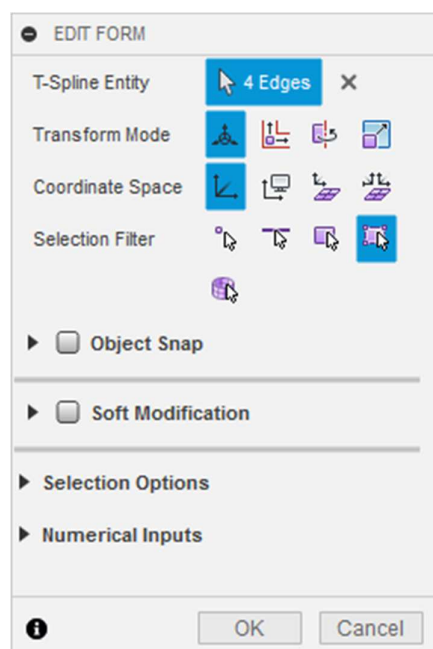 EDIT FORM
T-Spline Entity 4 Edges
Transform Mode
Coordinate Space
Selection Filter
Object Snap
Soft Modification
Selection Options
Numerical Inputs
OK Cancel